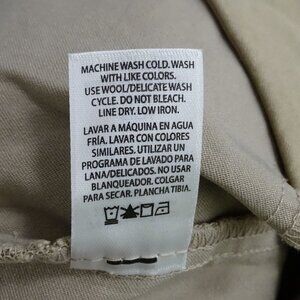 MACHINE WASH COLD. WASH
WITH LIKE COLORS.
USE WOOL/DELICATE WASH
CYCLE. DO NOT BLEACH.
LINE DRY. LOW IRON.
LAVAR A MÁQUINA EN AGUA
FRÍA. LAVAR CON COLORES
SIMILARES. UTILIZAR UN
PROGRAMA DE LAVADO PARA
LANA/DELICADOS. NO USAR
BLANQUEADOR. COLGAR
PARA SECAR. PLANCHA TIBIA.